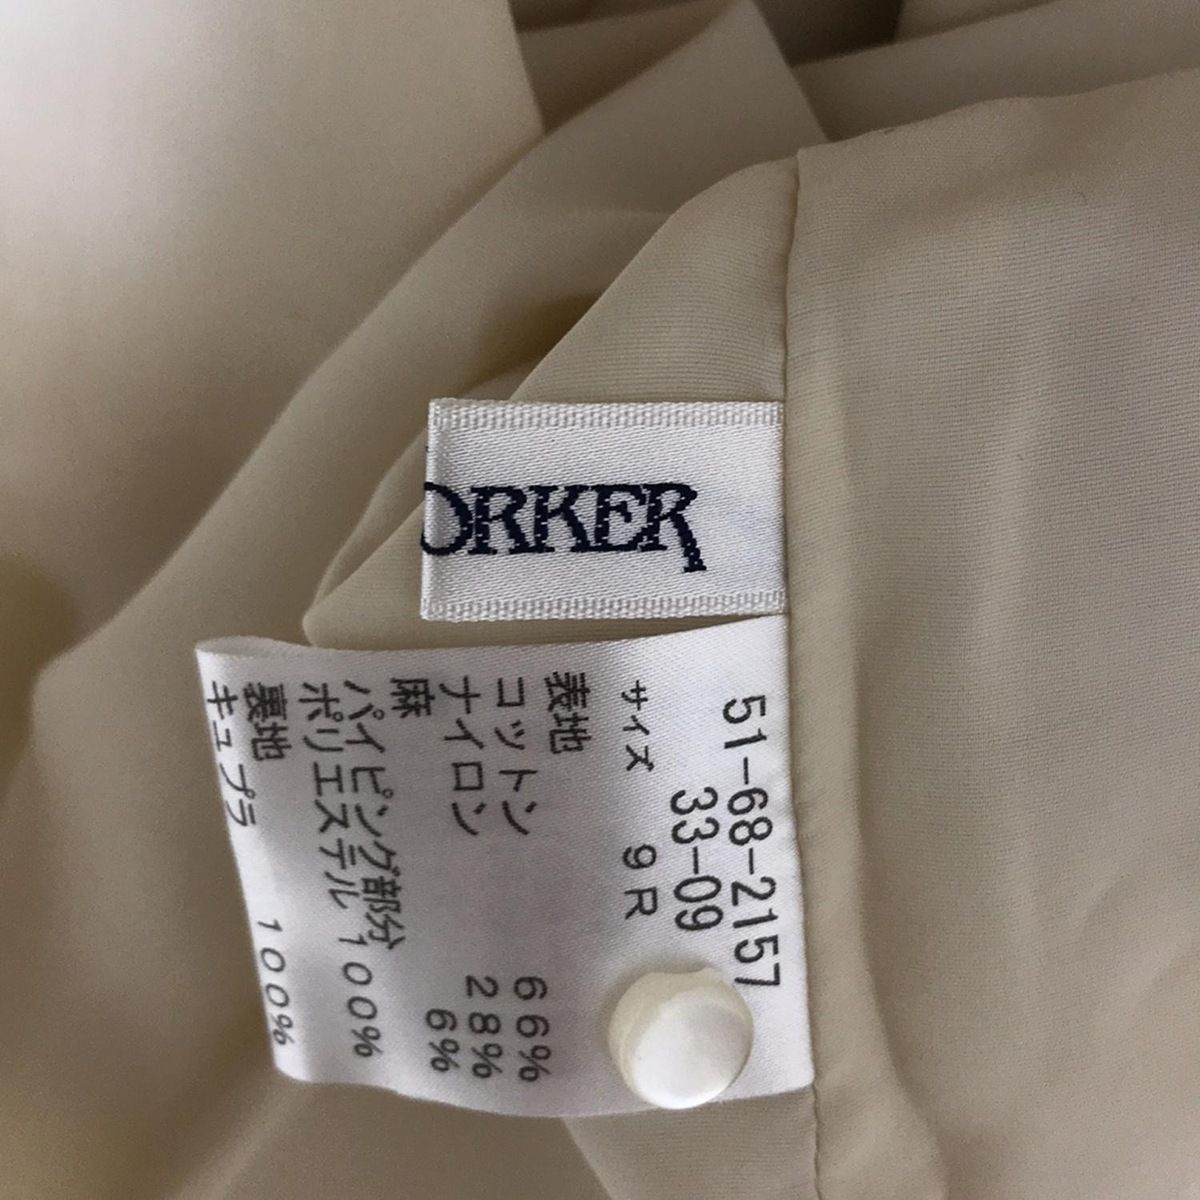 ORKER
51-68-2157
33-09
サイズ 9R
表地
コットン 66%
ナイロン 28%
麻 6%
パイピング部分
ポリエステル 100%
裏地
キュプラ 100%